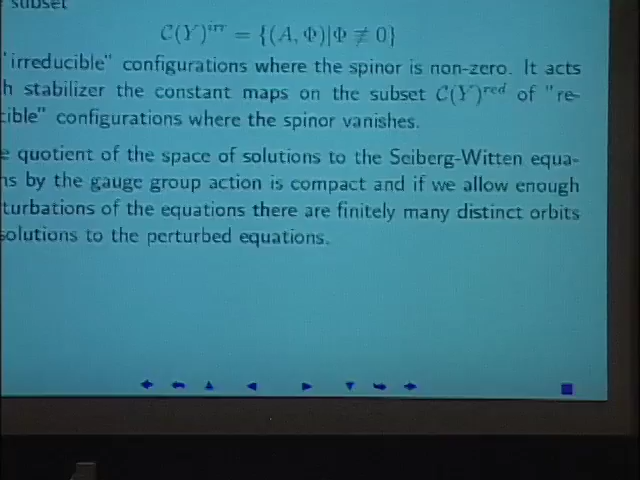 subset
C(Y)^irr = {(A, Φ)|Φ ≢ 0}
"irreducible" configurations where the spinor is non-zero. It acts
h stabilizer the constant maps on the subset C(Y)^red of "re-
cible" configurations where the spinor vanishes.
e quotient of the space of solutions to the Seiberg-Witten equa-
ns by the gauge group action is compact and if we allow enough
turbations of the equations there are finitely many distinct orbits
solutions to the perturbed equations.